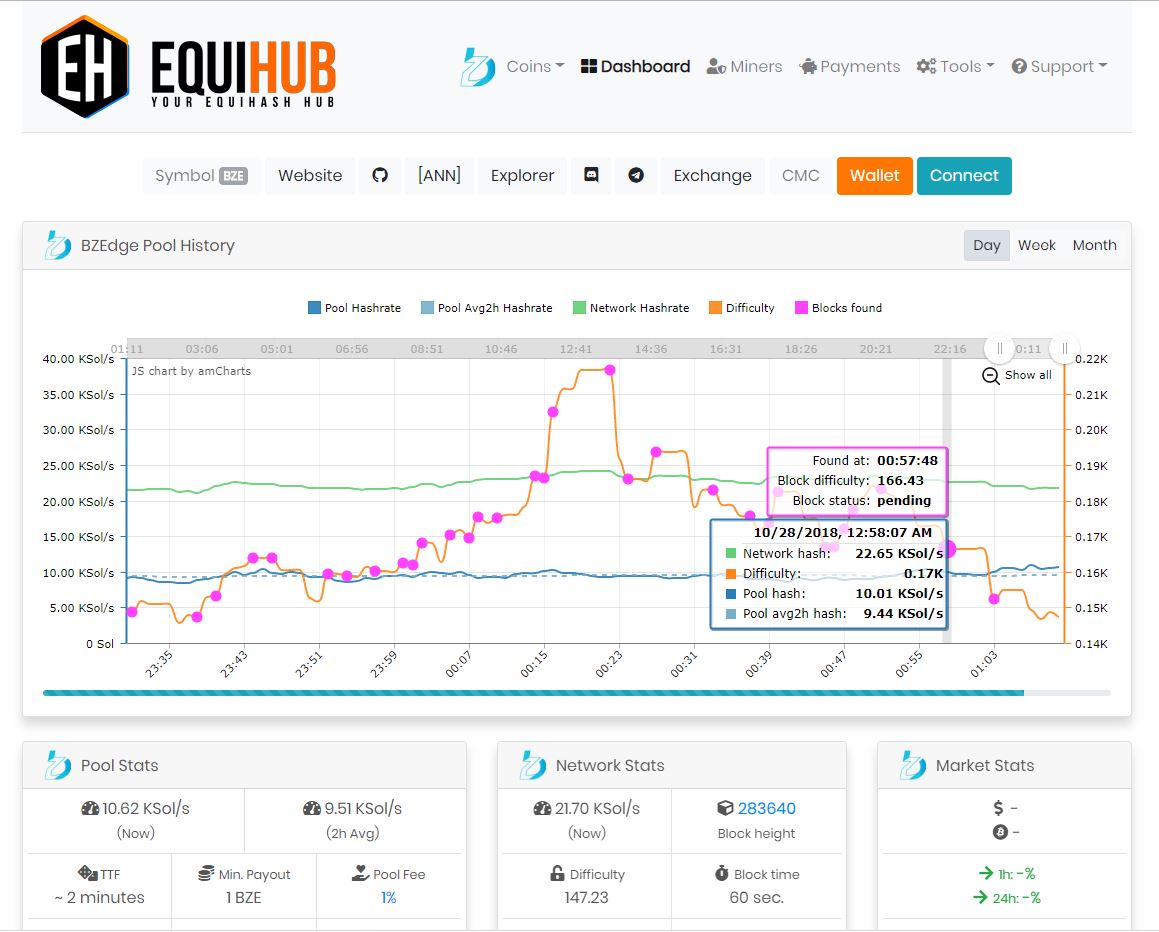 EH EQUIHUB
YOUR EQUIHASH HUB
Coins Dashboard Miners Payments Tools Support
Symbol BZE Website [ANN] Explorer Exchange CMC Wallet Connect
BZEdge Pool History Day Week Month
Pool Hashrate Pool Avg2h Hashrate Network Hashrate Difficulty Blocks found
01:11 03:06 05:01 06:56 08:51 10:46 12:41 14:36 16:31 18:26 20:21 22:16 0:11
40.00 KSol/s 0.22K
JS chart by amCharts Show all
35.00 KSol/s 0.21K
30.00 KSol/s 0.20K
25.00 KSol/s 0.19K
20.00 KSol/s 0.18K
15.00 KSol/s 0.17K
10.00 KSol/s 0.16K
5.00 KSol/s 0.15K
0 Sol 0.14K
Found at: 00:57:48
Block difficulty: 166.43
Block status: pending
10/28/2018, 12:58:07 AM
Network hash: 22.65 KSol/s
Difficulty: 0.17K
Pool hash: 10.01 KSol/s
Pool avg2h hash: 9.44 KSol/s
23:35 23:43 23:51 23:59 00:07 00:15 00:23 00:31 00:39 00:47 00:55 01:03
Pool Stats
10.62 KSol/s 9.51 KSol/s
(Now) (2h Avg)
TTF Min. Payout Pool Fee
~ 2 minutes 1 BZE 1%
Network Stats
21.70 KSol/s 283640
(Now) Block height
Difficulty Block time
147.23 60 sec.
Market Stats
$ -
-
1h: -%
24h: -%